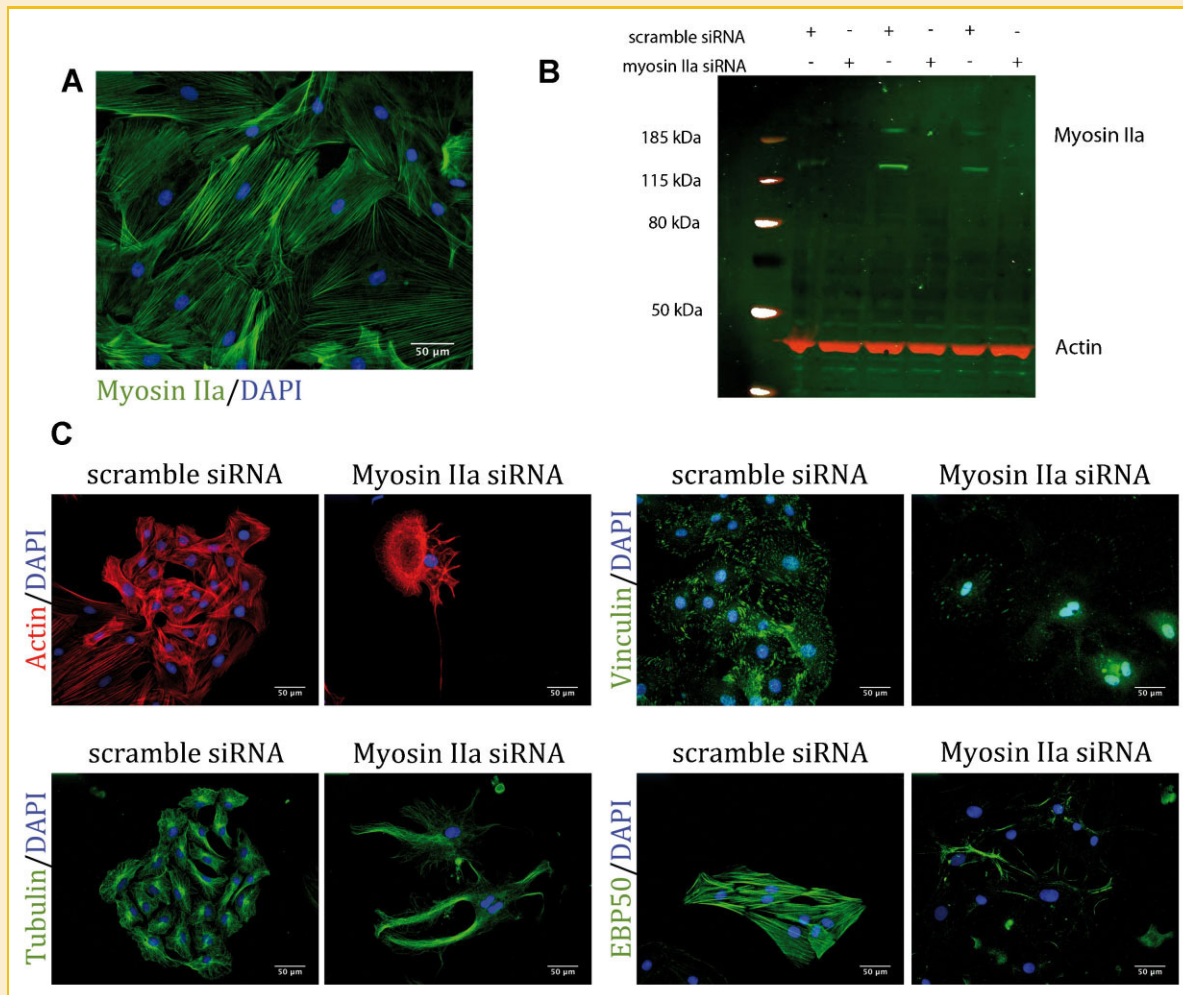 A
50 µm
Myosin IIa/DAPI
B
scramble siRNA + - + - + -
myosin IIa siRNA - + - + - +
185 kDa
115 kDa
80 kDa
50 kDa
Myosin IIa
Actin
C
scramble siRNA Myosin IIa siRNA scramble siRNA Myosin IIa siRNA
Actin/DAPI
50 µm 50 µm
Vinculin/DAPI
50 µm 50 µm
scramble siRNA Myosin IIa siRNA scramble siRNA Myosin IIa siRNA
Tubulin/DAPI
50 µm 50 µm
EBP50/DAPI
50 µm 50 µm